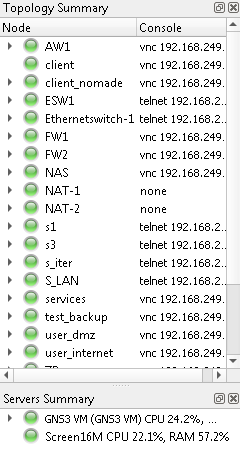 Topology Summary
Node Console
AW1 vnc 192.168.249.
client vnc 192.168.249.
client_nomade vnc 192.168.249.
ESW1 telnet 192.168.2...
Ethernetswitch-1 telnet 192.168.2...
FW1 vnc 192.168.249.
FW2 vnc 192.168.249.
NAS vnc 192.168.249.
NAT-1 none
NAT-2 none
s1 telnet 192.168.2...
s3 telnet 192.168.2...
s_iter telnet 192.168.2...
S_LAN telnet 192.168.2...
services vnc 192.168.249.
test_backup vnc 192.168.249.
user_dmz vnc 192.168.249.
user_internet vnc 192.168.249.
Servers Summary
GNS3 VM (GNS3 VM) CPU 24.2%, ...
Screen16M CPU 22.1%, RAM 57.2%